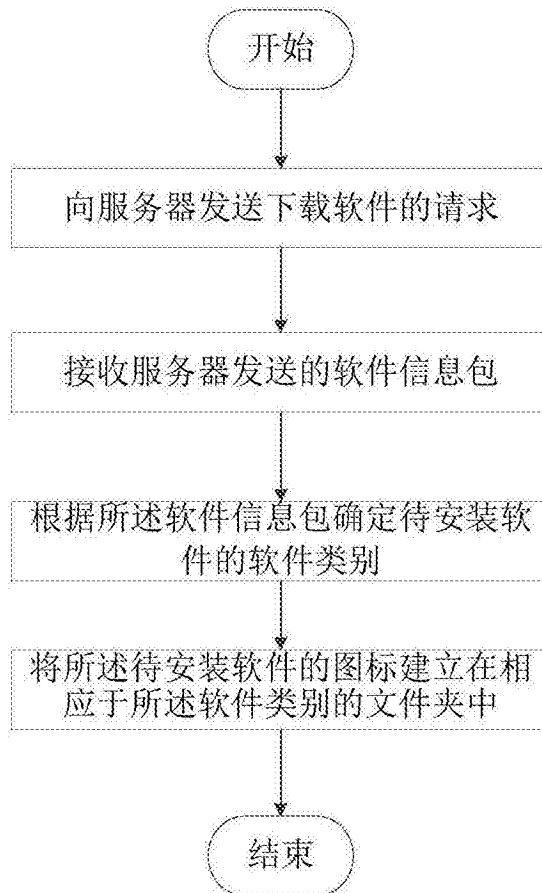 开始
向服务器发送下载软件的请求
接收服务器发送的软件信息包
根据所述软件信息包确定待安装软
件的软件类别
将所述待安装软件的图标建立在相
应于所述软件类别的文件夹中
结束